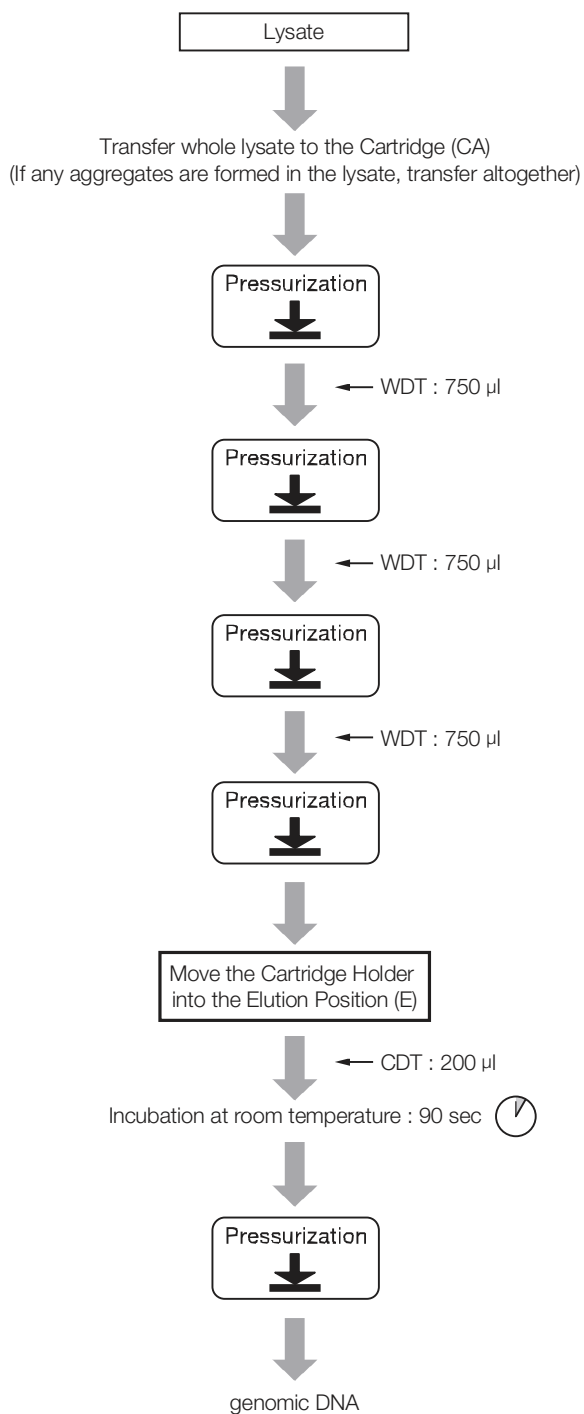 Lysate
Transfer whole lysate to the Cartridge (CA)
(If any aggregates are formed in the lysate, transfer altogether)
Pressurization
WDT : 750 µl
Pressurization
WDT : 750 µl
Pressurization
WDT : 750 µl
Pressurization
Move the Cartridge Holder
into the Elution Position (E)
CDT : 200 µl
Incubation at room temperature : 90 sec
Pressurization
genomic DNA